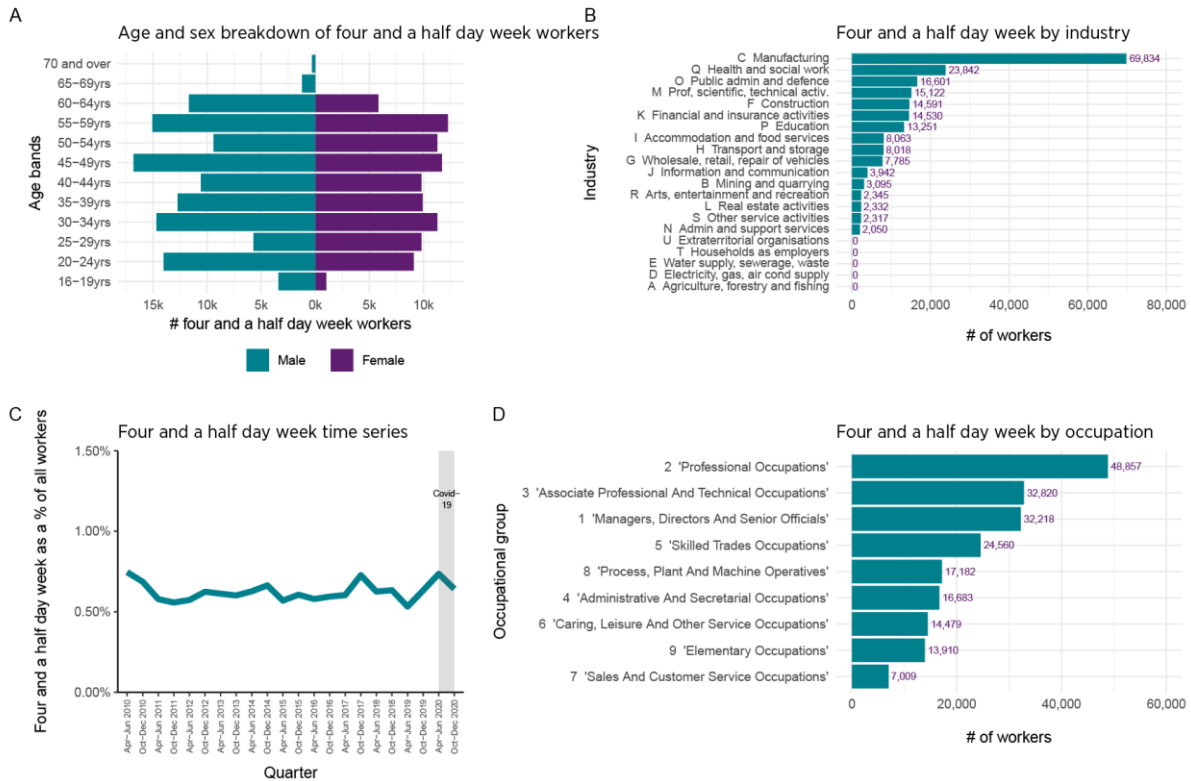 A
Age and sex breakdown of four and a half day week workers
Age bands
70 and over
65-69yrs
60-64yrs
55-59yrs
50-54yrs
45-49yrs
40-44yrs
35-39yrs
30-34yrs
25-29yrs
20-24yrs
16-19yrs
15k 10k 5k 0k 5k 10k
# four and a half day week workers
Male Female
B
Four and a half day week by industry
Industry
C Manufacturing 69,834
Q Health and social work 23,842
O Public admin and defence 16,601
M Prof, scientific, technical activ. 15,122
F Construction 14,591
K Financial and insurance activities 14,530
P Education 13,251
I Accommodation and food services 8,063
H Transport and storage 8,018
G Wholesale, retail, repair of vehicles 7,785
J Information and communication 3,942
B Mining and quarrying 3,095
R Arts, entertainment and recreation 2,345
L Real estate activities 2,332
S Other service activities 2,317
N Admin and support services 2,050
U Extraterritorial organisations 0
T Households as employers 0
E Water supply, sewerage, waste 0
D Electricity, gas, air cond supply 0
A Agriculture, forestry and fishing 0
0 20,000 40,000 60,000 80,000
# of workers
C
Four and a half day week time series
Four and a half day week as a % of all workers
1.50%
1.00%
0.50%
0.00%
Covid-
19
Apr-Jun 2010
Oct-Dec 2010
Apr-Jun 2011
Oct-Dec 2011
Apr-Jun 2012
Oct-Dec 2012
Apr-Jun 2013
Oct-Dec 2013
Apr-Jun 2014
Oct-Dec 2014
Apr-Jun 2015
Oct-Dec 2015
Apr-Jun 2016
Oct-Dec 2016
Apr-Jun 2017
Oct-Dec 2017
Apr-Jun 2018
Oct-Dec 2018
Apr-Jun 2019
Oct-Dec 2019
Apr-Jun 2020
Oct-Dec 2020
Quarter
D
Four and a half day week by occupation
Occupational group
2 'Professional Occupations' 48,857
3 'Associate Professional And Technical Occupations' 32,820
1 'Managers, Directors And Senior Officials' 32,218
5 'Skilled Trades Occupations' 24,560
8 'Process, Plant And Machine Operatives' 17,182
4 'Administrative And Secretarial Occupations' 16,683
6 'Caring, Leisure And Other Service Occupations' 14,479
9 'Elementary Occupations' 13,910
7 'Sales And Customer Service Occupations' 7,009
0 20,000 40,000 60,000
# of workers